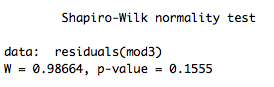 Shapiro-Wilk normality test
data:  residuals(mod3)
W = 0.98664, p-value = 0.1555